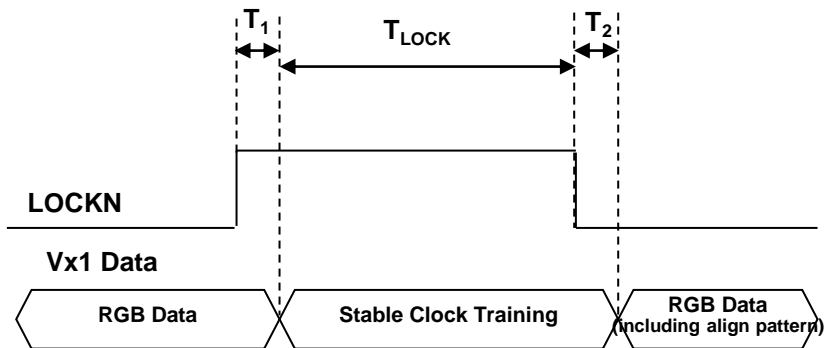 T1 TLOCK T2
LOCKN
Vx1 Data
RGB Data Stable Clock Training RGB Data
(including align pattern)